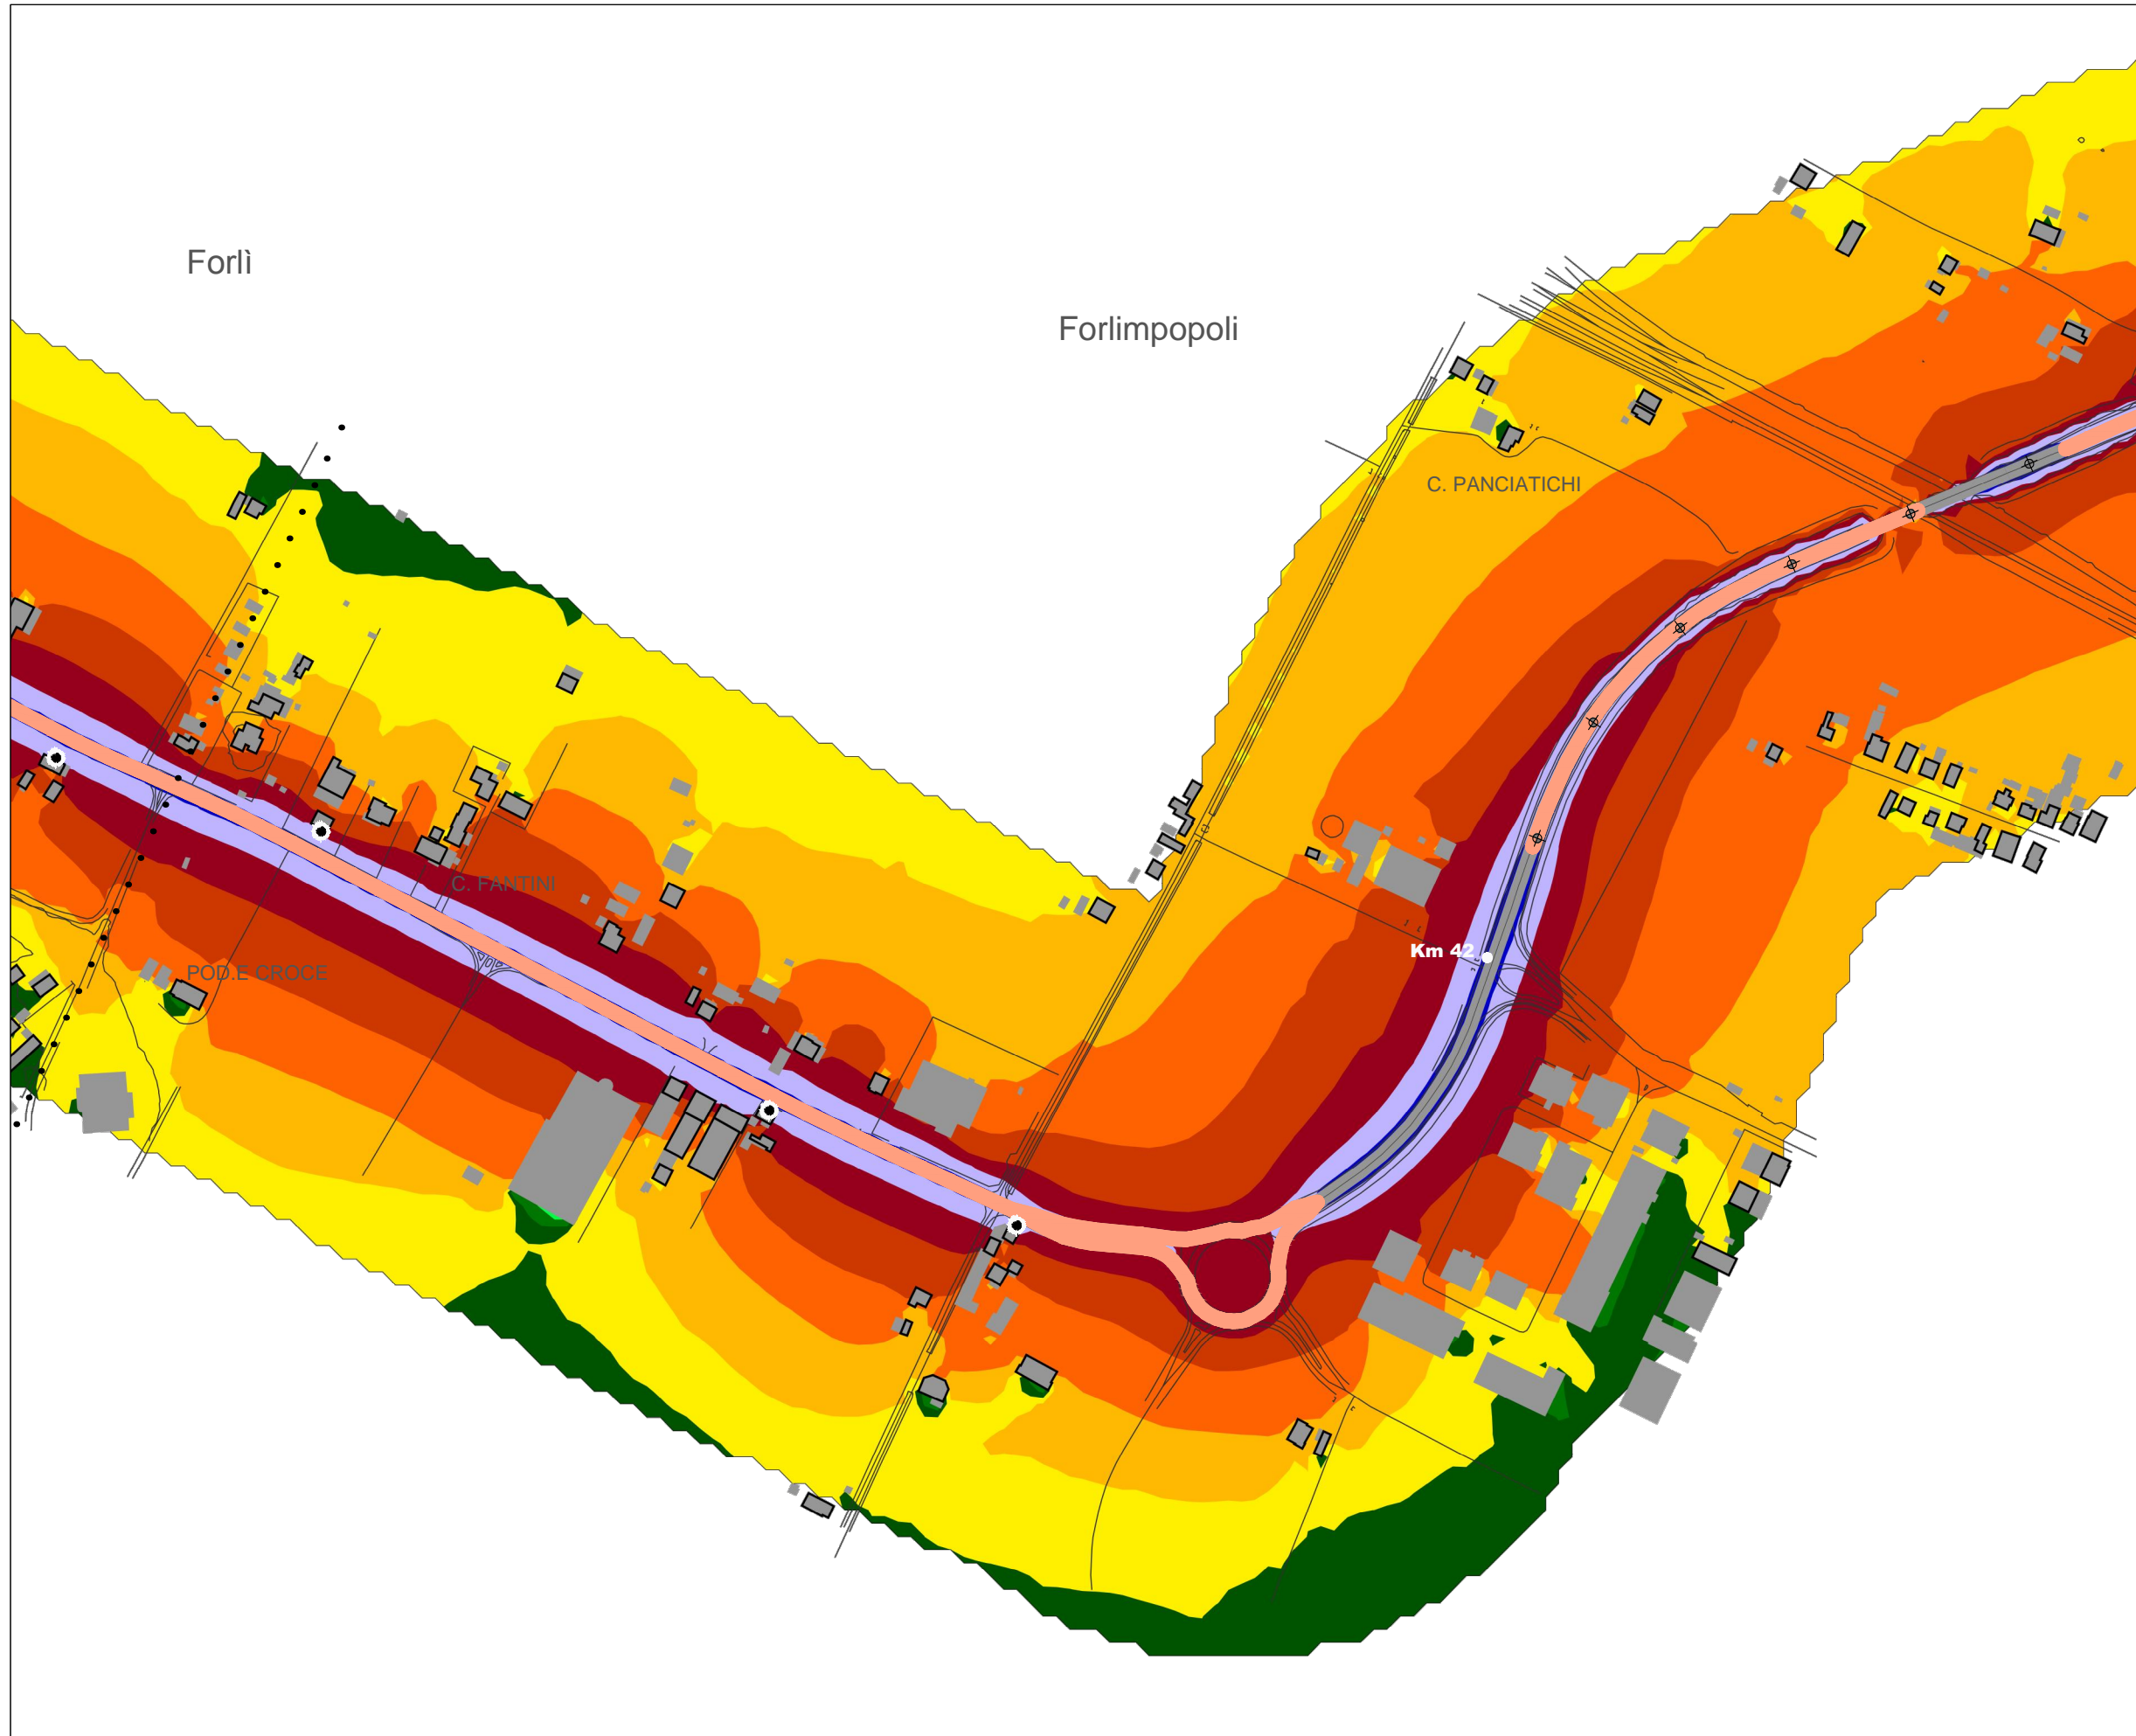 Forlì
Forlimpopoli
C. PANCIATICHI
C. FANTINI
Km 42
POD.E CROCE